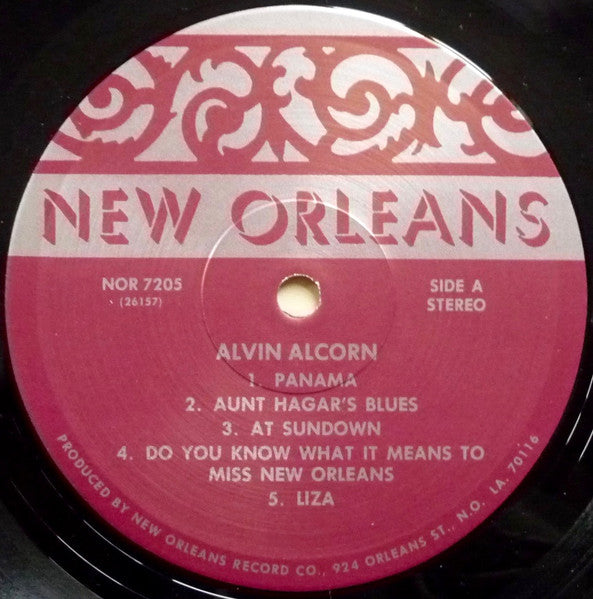 NEW ORLEANS
NOR 7205
(26157)
SIDE A
STEREO
ALVIN ALCORN
1. PANAMA
2. AUNT HAGAR'S BLUES
3. AT SUNDOWN
4. DO YOU KNOW WHAT IT MEANS TO
MISS NEW ORLEANS
5. LIZA
PRODUCED BY NEW ORLEANS RECORD CO., 924 ORLEANS ST., N.O. LA. 70116